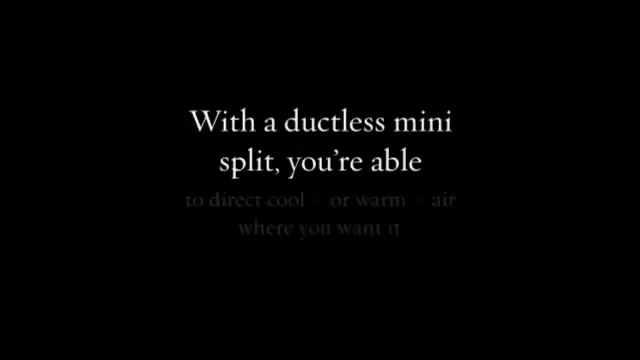 With a ductless mini
split, you're able
to direct cool – or warm – air
where you want it